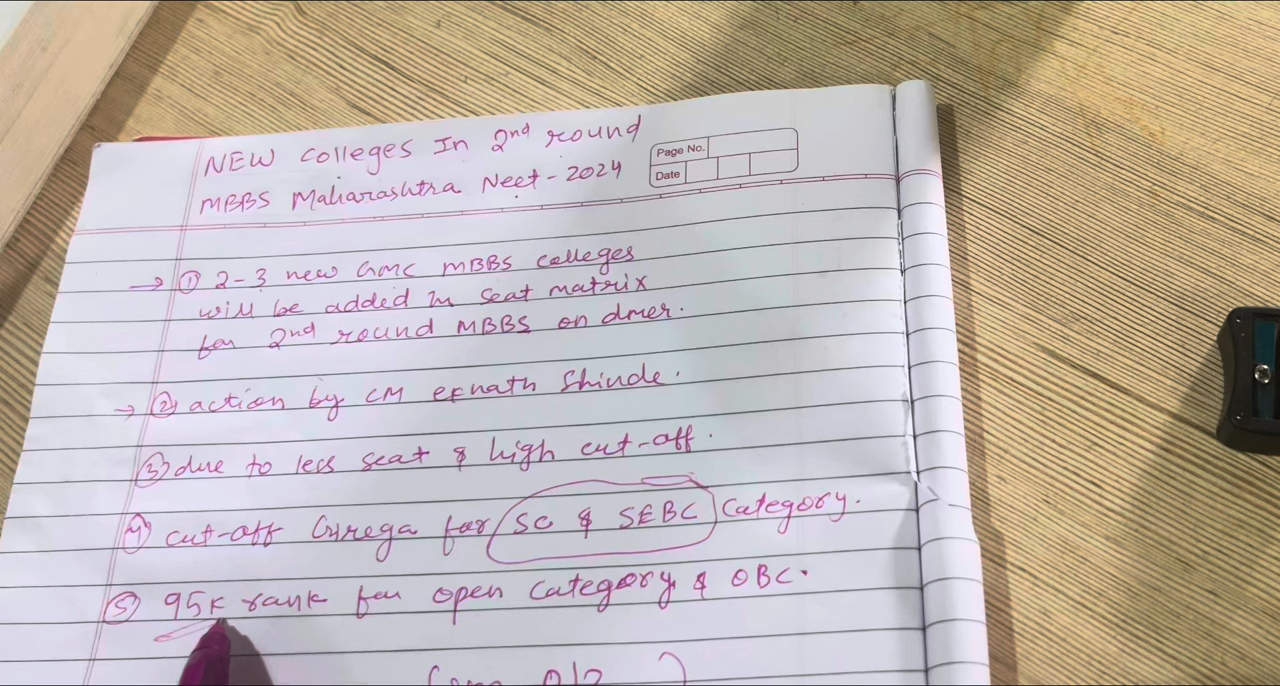 NEW Colleges In 2nd round
MBBS Maharashtra Neet-2024
Page No.
Date
→ ① 2-3 new GMC MBBS colleges
will be added in seat matrix
for 2nd round MBBS on dmer.
→ ② action by CM eknath Shinde.
③ due to less seat & high cut-off.
④ cut-off Girega for SC & SEBC Category.
⑤ 95K rank for open Category & OBC.